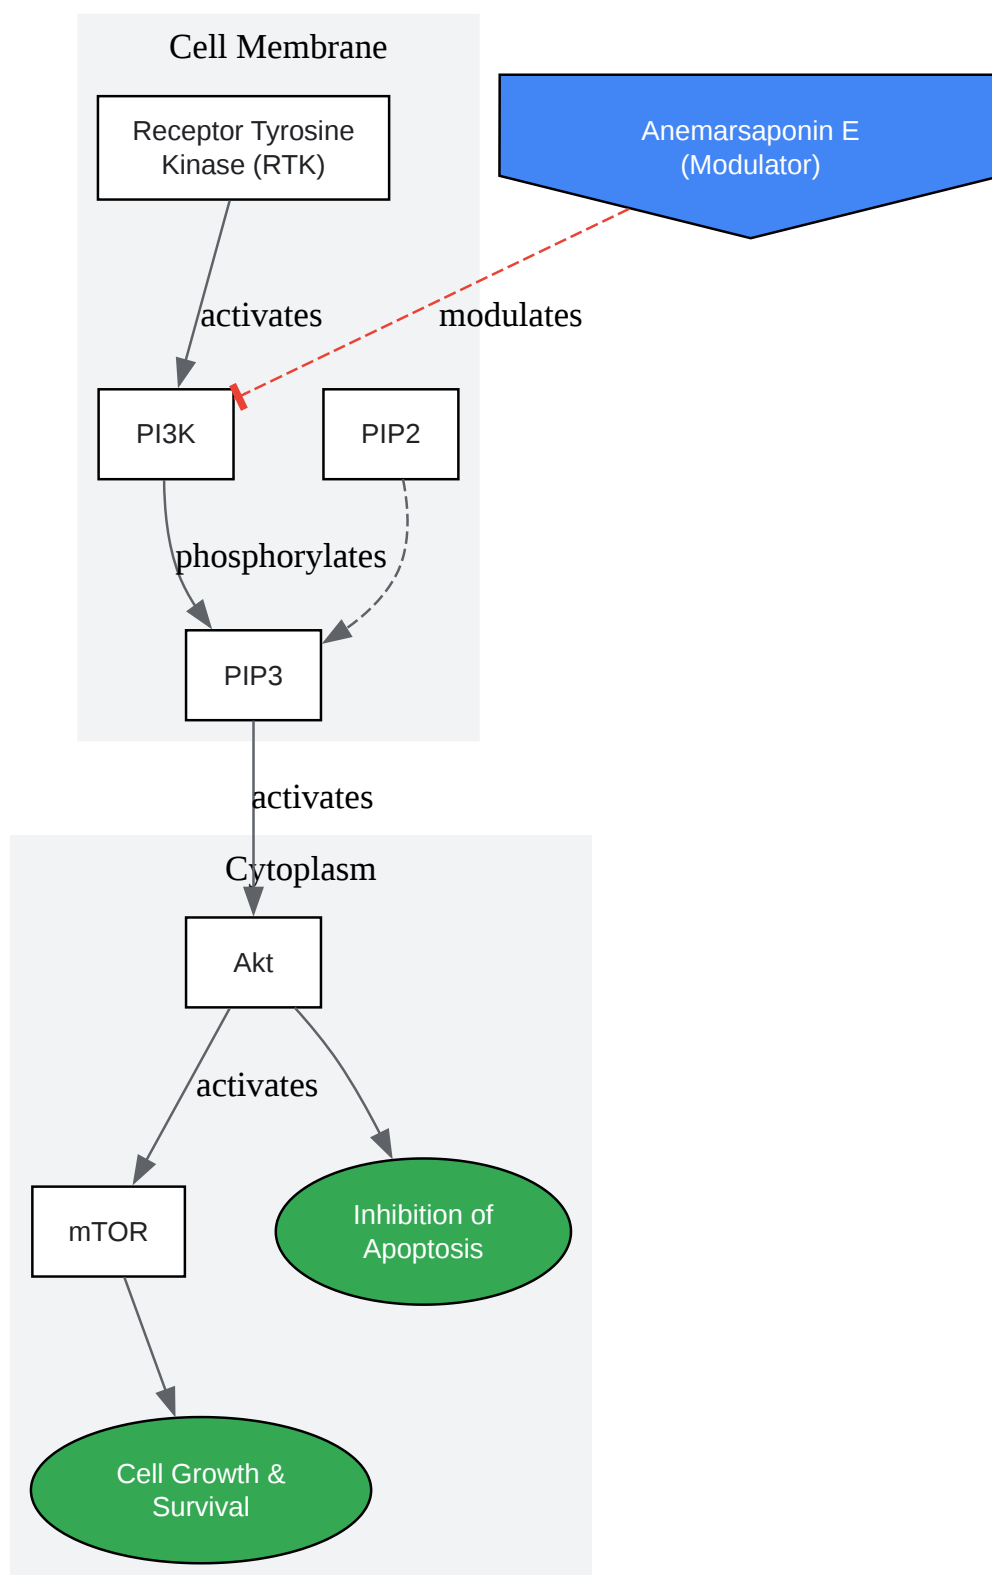 Cell Membrane
Receptor Tyrosine
Kinase (RTK)
Anemarsaponin E
(Modulator)
activates
modulates
PI3K
PIP2
phosphorylates
PIP3
activates
Cytoplasm
Akt
activates
mTOR
Inhibition of
Apoptosis
Cell Growth &
Survival